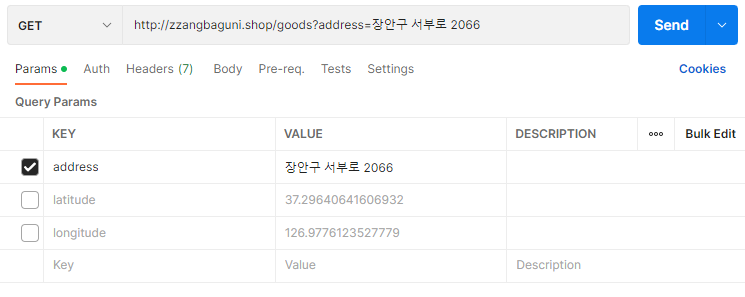 GET http://zzangbaguni.shop/goods?address=장안구 서부로 2066 Send
Params Auth Headers (7) Body Pre-req. Tests Settings Cookies
Query Params
KEY VALUE DESCRIPTION Bulk Edit
address 장안구 서부로 2066
latitude 37.29640641606932
longitude 126.9776123527779
Key Value Description